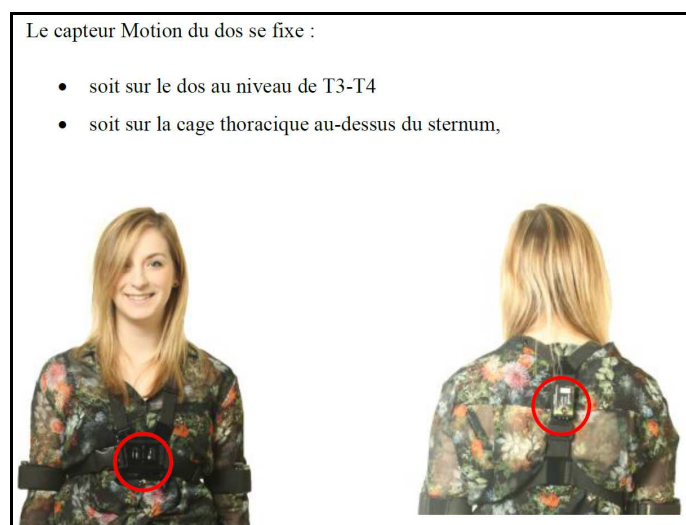 Le capteur Motion du dos se fixe :
• soit sur le dos au niveau de T3-T4
• soit sur la cage thoracique au-dessus du sternum,